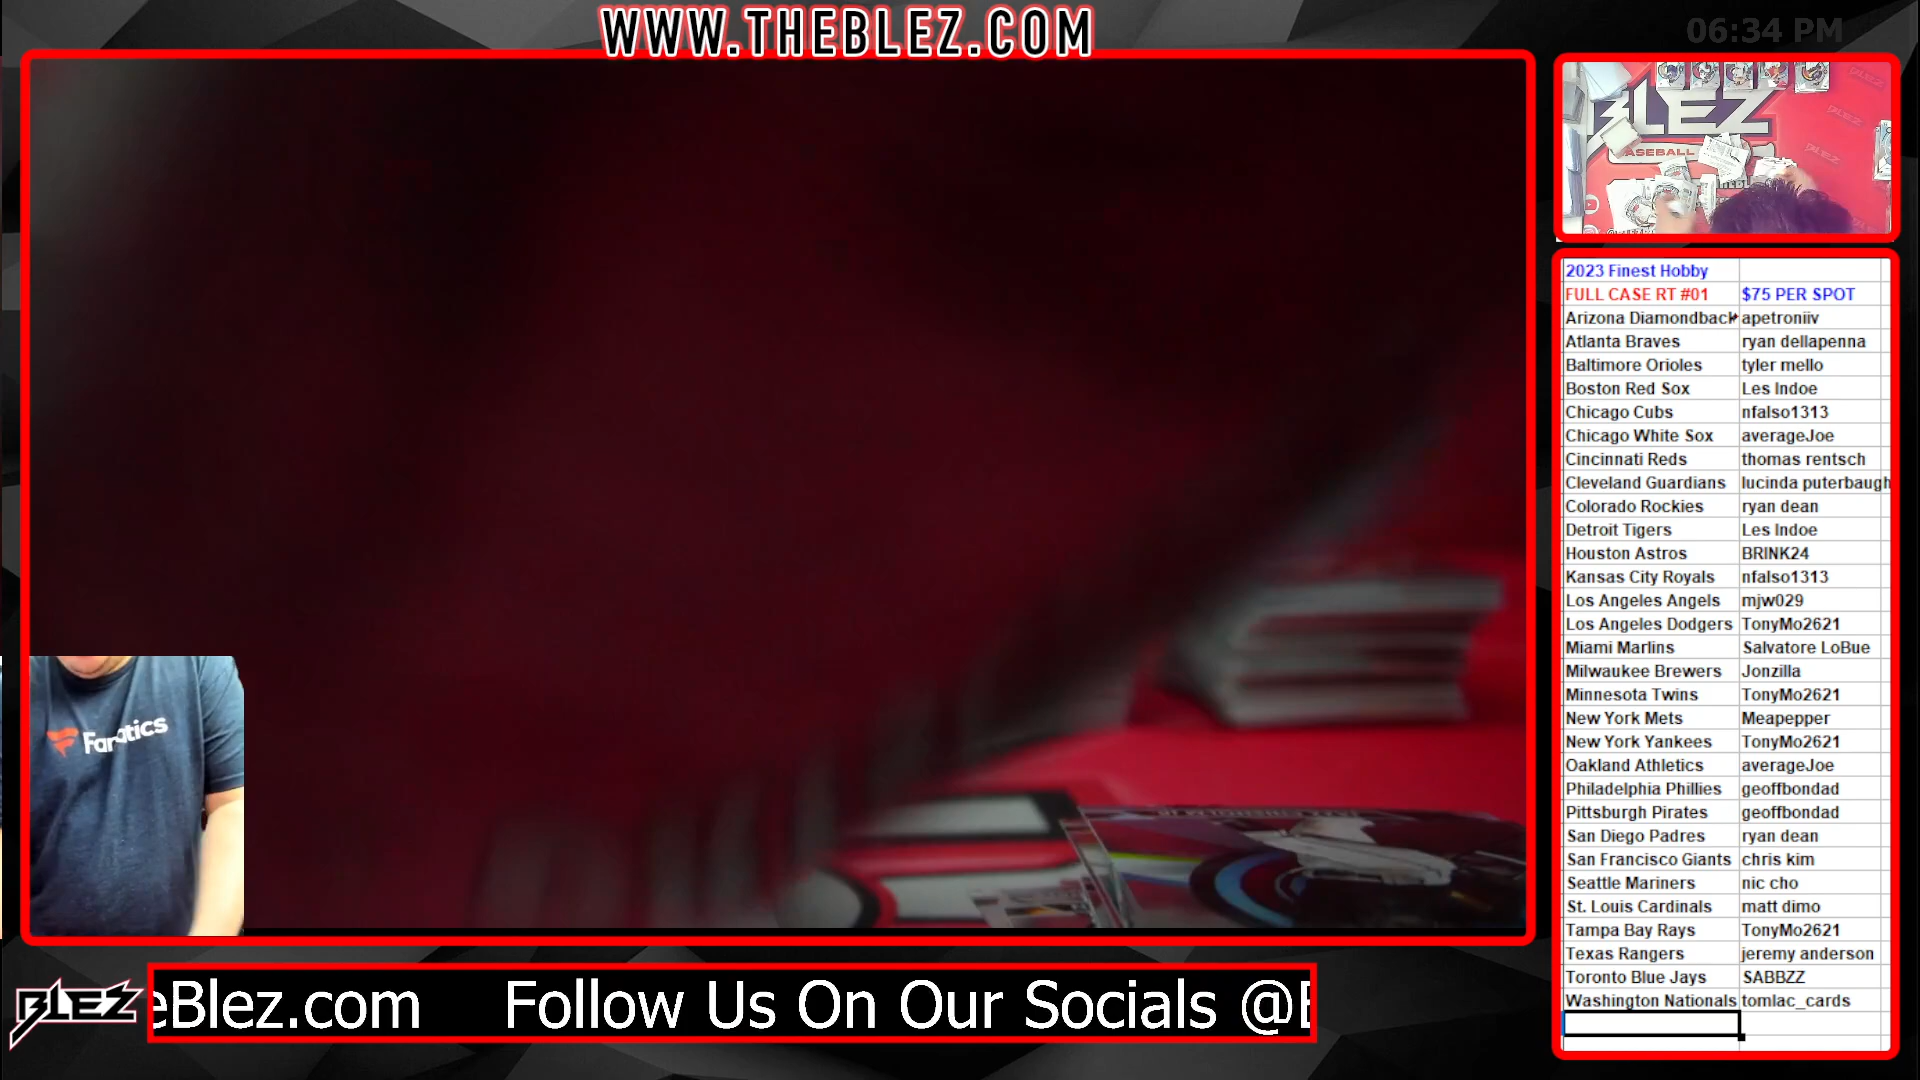 WWW.THEBLEZ.COM
06:34 PM
BLEZ
BASEBALL
2023 Finest Hobby
FULL CASE RT #01 $75 PER SPOT
Arizona Diamondback apetroniiv
Atlanta Braves ryan dellapenna
Baltimore Orioles tyler mello
Boston Red Sox Les Indoe
Chicago Cubs nfalso1313
Chicago White Sox averageJoe
Cincinnati Reds thomas rentsch
Cleveland Guardians lucinda puterbaugh
Colorado Rockies ryan dean
Detroit Tigers Les Indoe
Houston Astros BRINK24
Kansas City Royals nfalso1313
Los Angeles Angels mjw029
Los Angeles Dodgers TonyMo2621
Miami Marlins Salvatore LoBue
Milwaukee Brewers Jonzilla
Minnesota Twins TonyMo2621
New York Mets Meapepper
New York Yankees TonyMo2621
Oakland Athletics averageJoe
Philadelphia Phillies geoffbondad
Pittsburgh Pirates geoffbondad
San Diego Padres ryan dean
San Francisco Giants chris kim
Seattle Mariners nic cho
St. Louis Cardinals matt dimo
Tampa Bay Rays TonyMo2621
Texas Rangers jeremy anderson
Toronto Blue Jays SABBZZ
Washington Nationals tomlac_cards
Fanatics
BLEZ
eBlez.com Follow Us On Our Socials @B